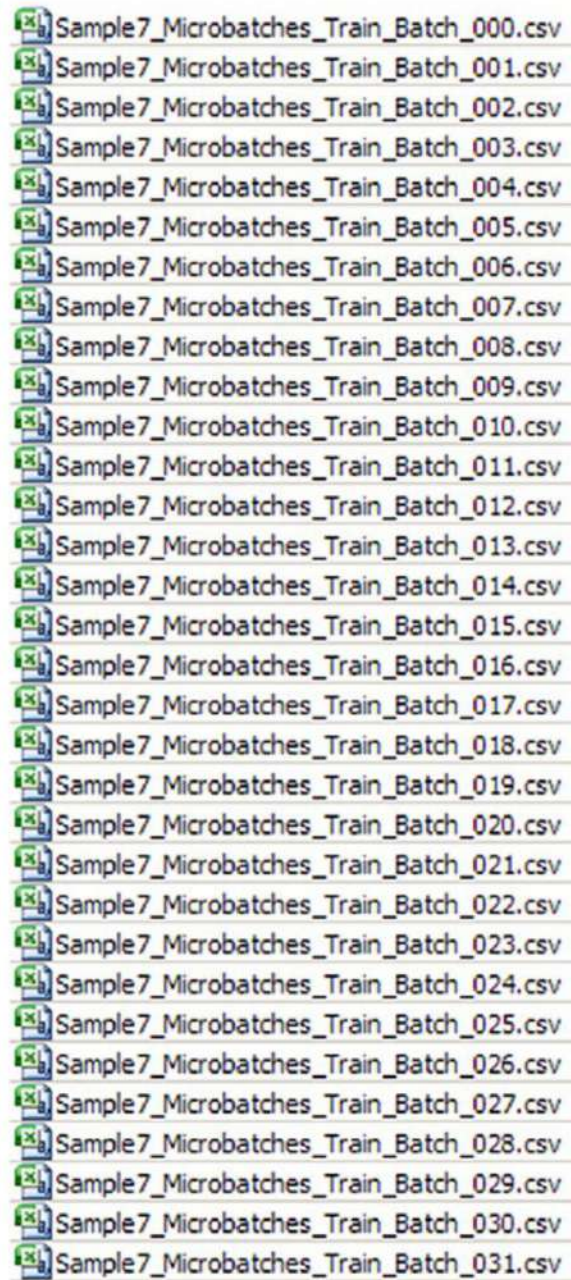 Sample7_Microbatches_Train_Batch_000.csv
Sample7_Microbatches_Train_Batch_001.csv
Sample7_Microbatches_Train_Batch_002.csv
Sample7_Microbatches_Train_Batch_003.csv
Sample7_Microbatches_Train_Batch_004.csv
Sample7_Microbatches_Train_Batch_005.csv
Sample7_Microbatches_Train_Batch_006.csv
Sample7_Microbatches_Train_Batch_007.csv
Sample7_Microbatches_Train_Batch_008.csv
Sample7_Microbatches_Train_Batch_009.csv
Sample7_Microbatches_Train_Batch_010.csv
Sample7_Microbatches_Train_Batch_011.csv
Sample7_Microbatches_Train_Batch_012.csv
Sample7_Microbatches_Train_Batch_013.csv
Sample7_Microbatches_Train_Batch_014.csv
Sample7_Microbatches_Train_Batch_015.csv
Sample7_Microbatches_Train_Batch_016.csv
Sample7_Microbatches_Train_Batch_017.csv
Sample7_Microbatches_Train_Batch_018.csv
Sample7_Microbatches_Train_Batch_019.csv
Sample7_Microbatches_Train_Batch_020.csv
Sample7_Microbatches_Train_Batch_021.csv
Sample7_Microbatches_Train_Batch_022.csv
Sample7_Microbatches_Train_Batch_023.csv
Sample7_Microbatches_Train_Batch_024.csv
Sample7_Microbatches_Train_Batch_025.csv
Sample7_Microbatches_Train_Batch_026.csv
Sample7_Microbatches_Train_Batch_027.csv
Sample7_Microbatches_Train_Batch_028.csv
Sample7_Microbatches_Train_Batch_029.csv
Sample7_Microbatches_Train_Batch_030.csv
Sample7_Microbatches_Train_Batch_031.csv